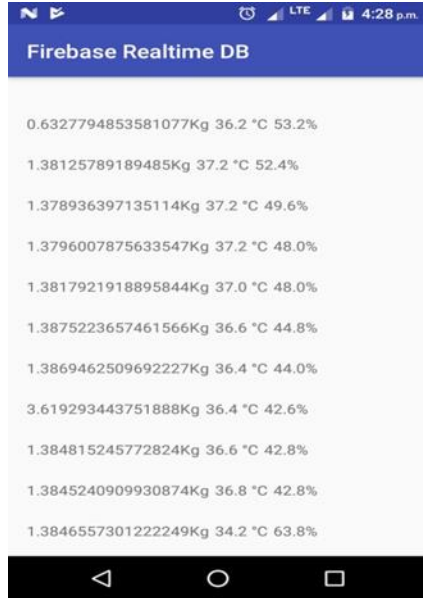 LTE 4:28 p.m.
Firebase Realtime DB
0.6327794853581077Kg 36.2 °C 53.2%
1.38125789189485Kg 37.2 °C 52.4%
1.378936397135114Kg 37.2 °C 49.6%
1.3796007875633547Kg 37.2 °C 48.0%
1.3817921918895844Kg 37.0 °C 48.0%
1.3875223657461566Kg 36.6 °C 44.8%
1.3869462509692227Kg 36.4 °C 44.0%
3.619293443751888Kg 36.4 °C 42.6%
1.384815245772824Kg 36.6 °C 42.8%
1.3845240909930874Kg 36.8 °C 42.8%
1.3846557301222249Kg 34.2 °C 63.8%